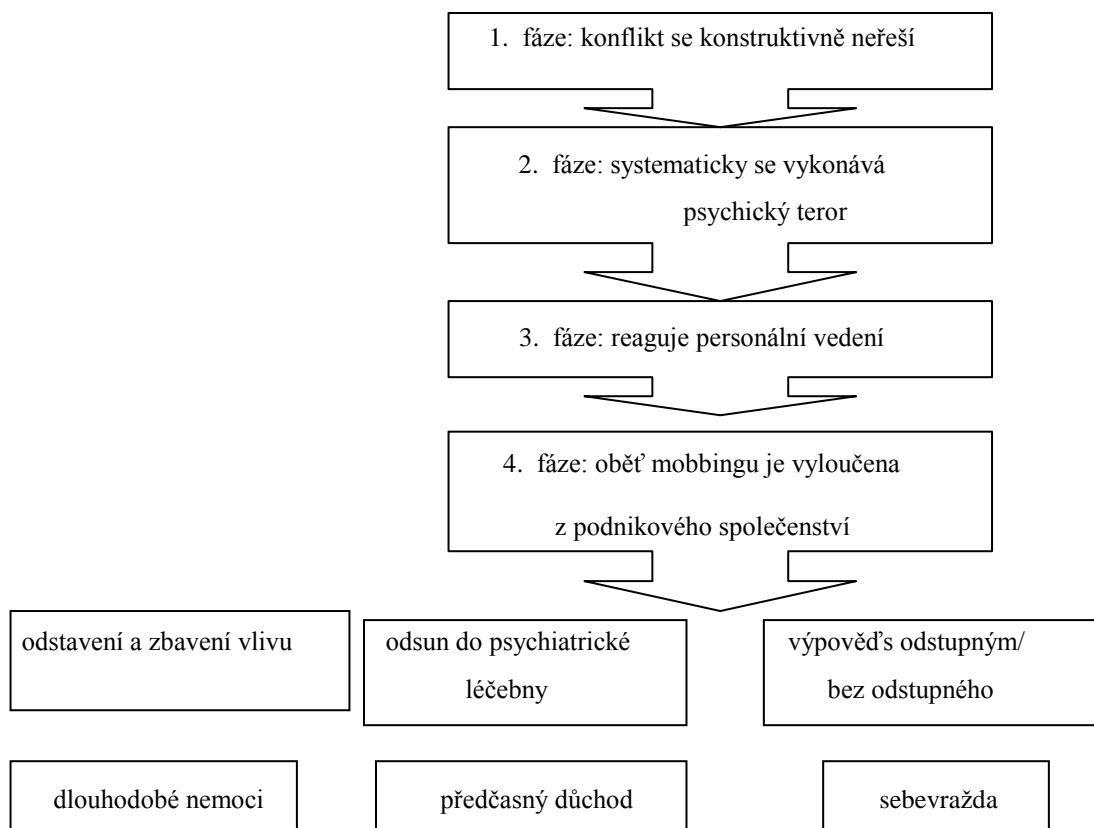 1. fáze: konflikt se konstruktivně neřeší
2. fáze: systematicky se vykonává
psychický teror
3. fáze: reaguje personální vedení
4. fáze: oběť mobbingu je vyloučena
z podnikového společenství
odstavení a zbavení vlivu
odsun do psychiatrické
léčebny
výpověďs odstupným/
bez odstupného
dlouhodobé nemoci
předčasný důchod
sebevražda